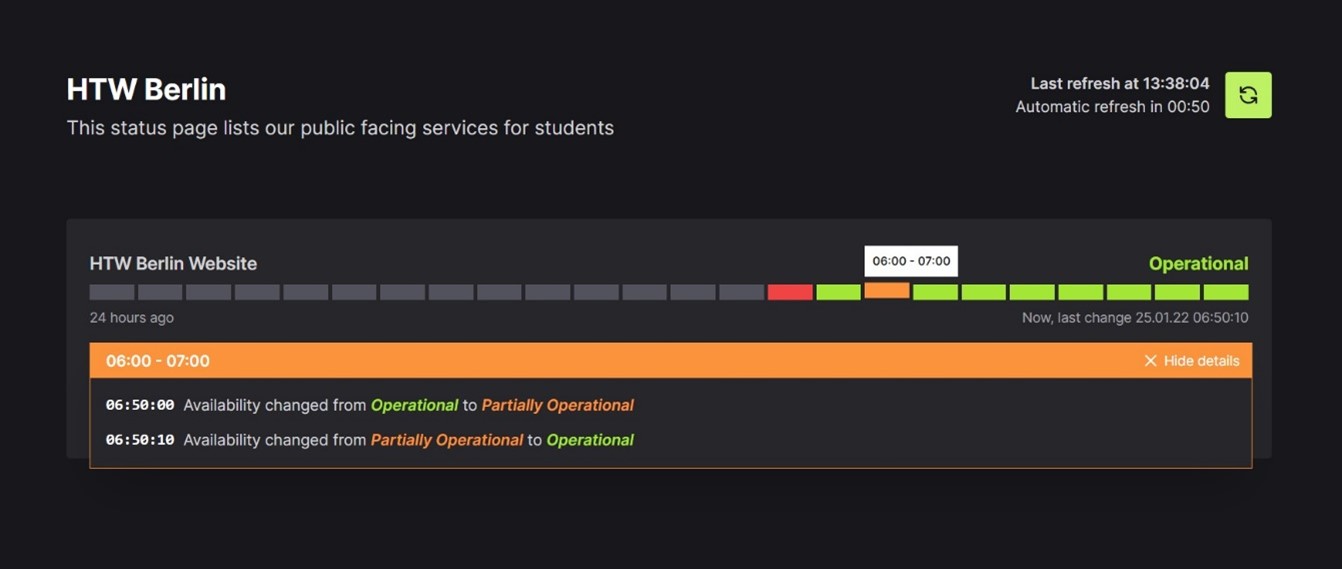 HTW Berlin
This status page lists our public facing services for students
Last refresh at 13:38:04
Automatic refresh in 00:50
HTW Berlin Website
06:00 - 07:00
Operational
24 hours ago
Now, last change 25.01.22 06:50:10
06:00 - 07:00
Hide details
06:50:00 Availability changed from Operational to Partially Operational
06:50:10 Availability changed from Partially Operational to Operational